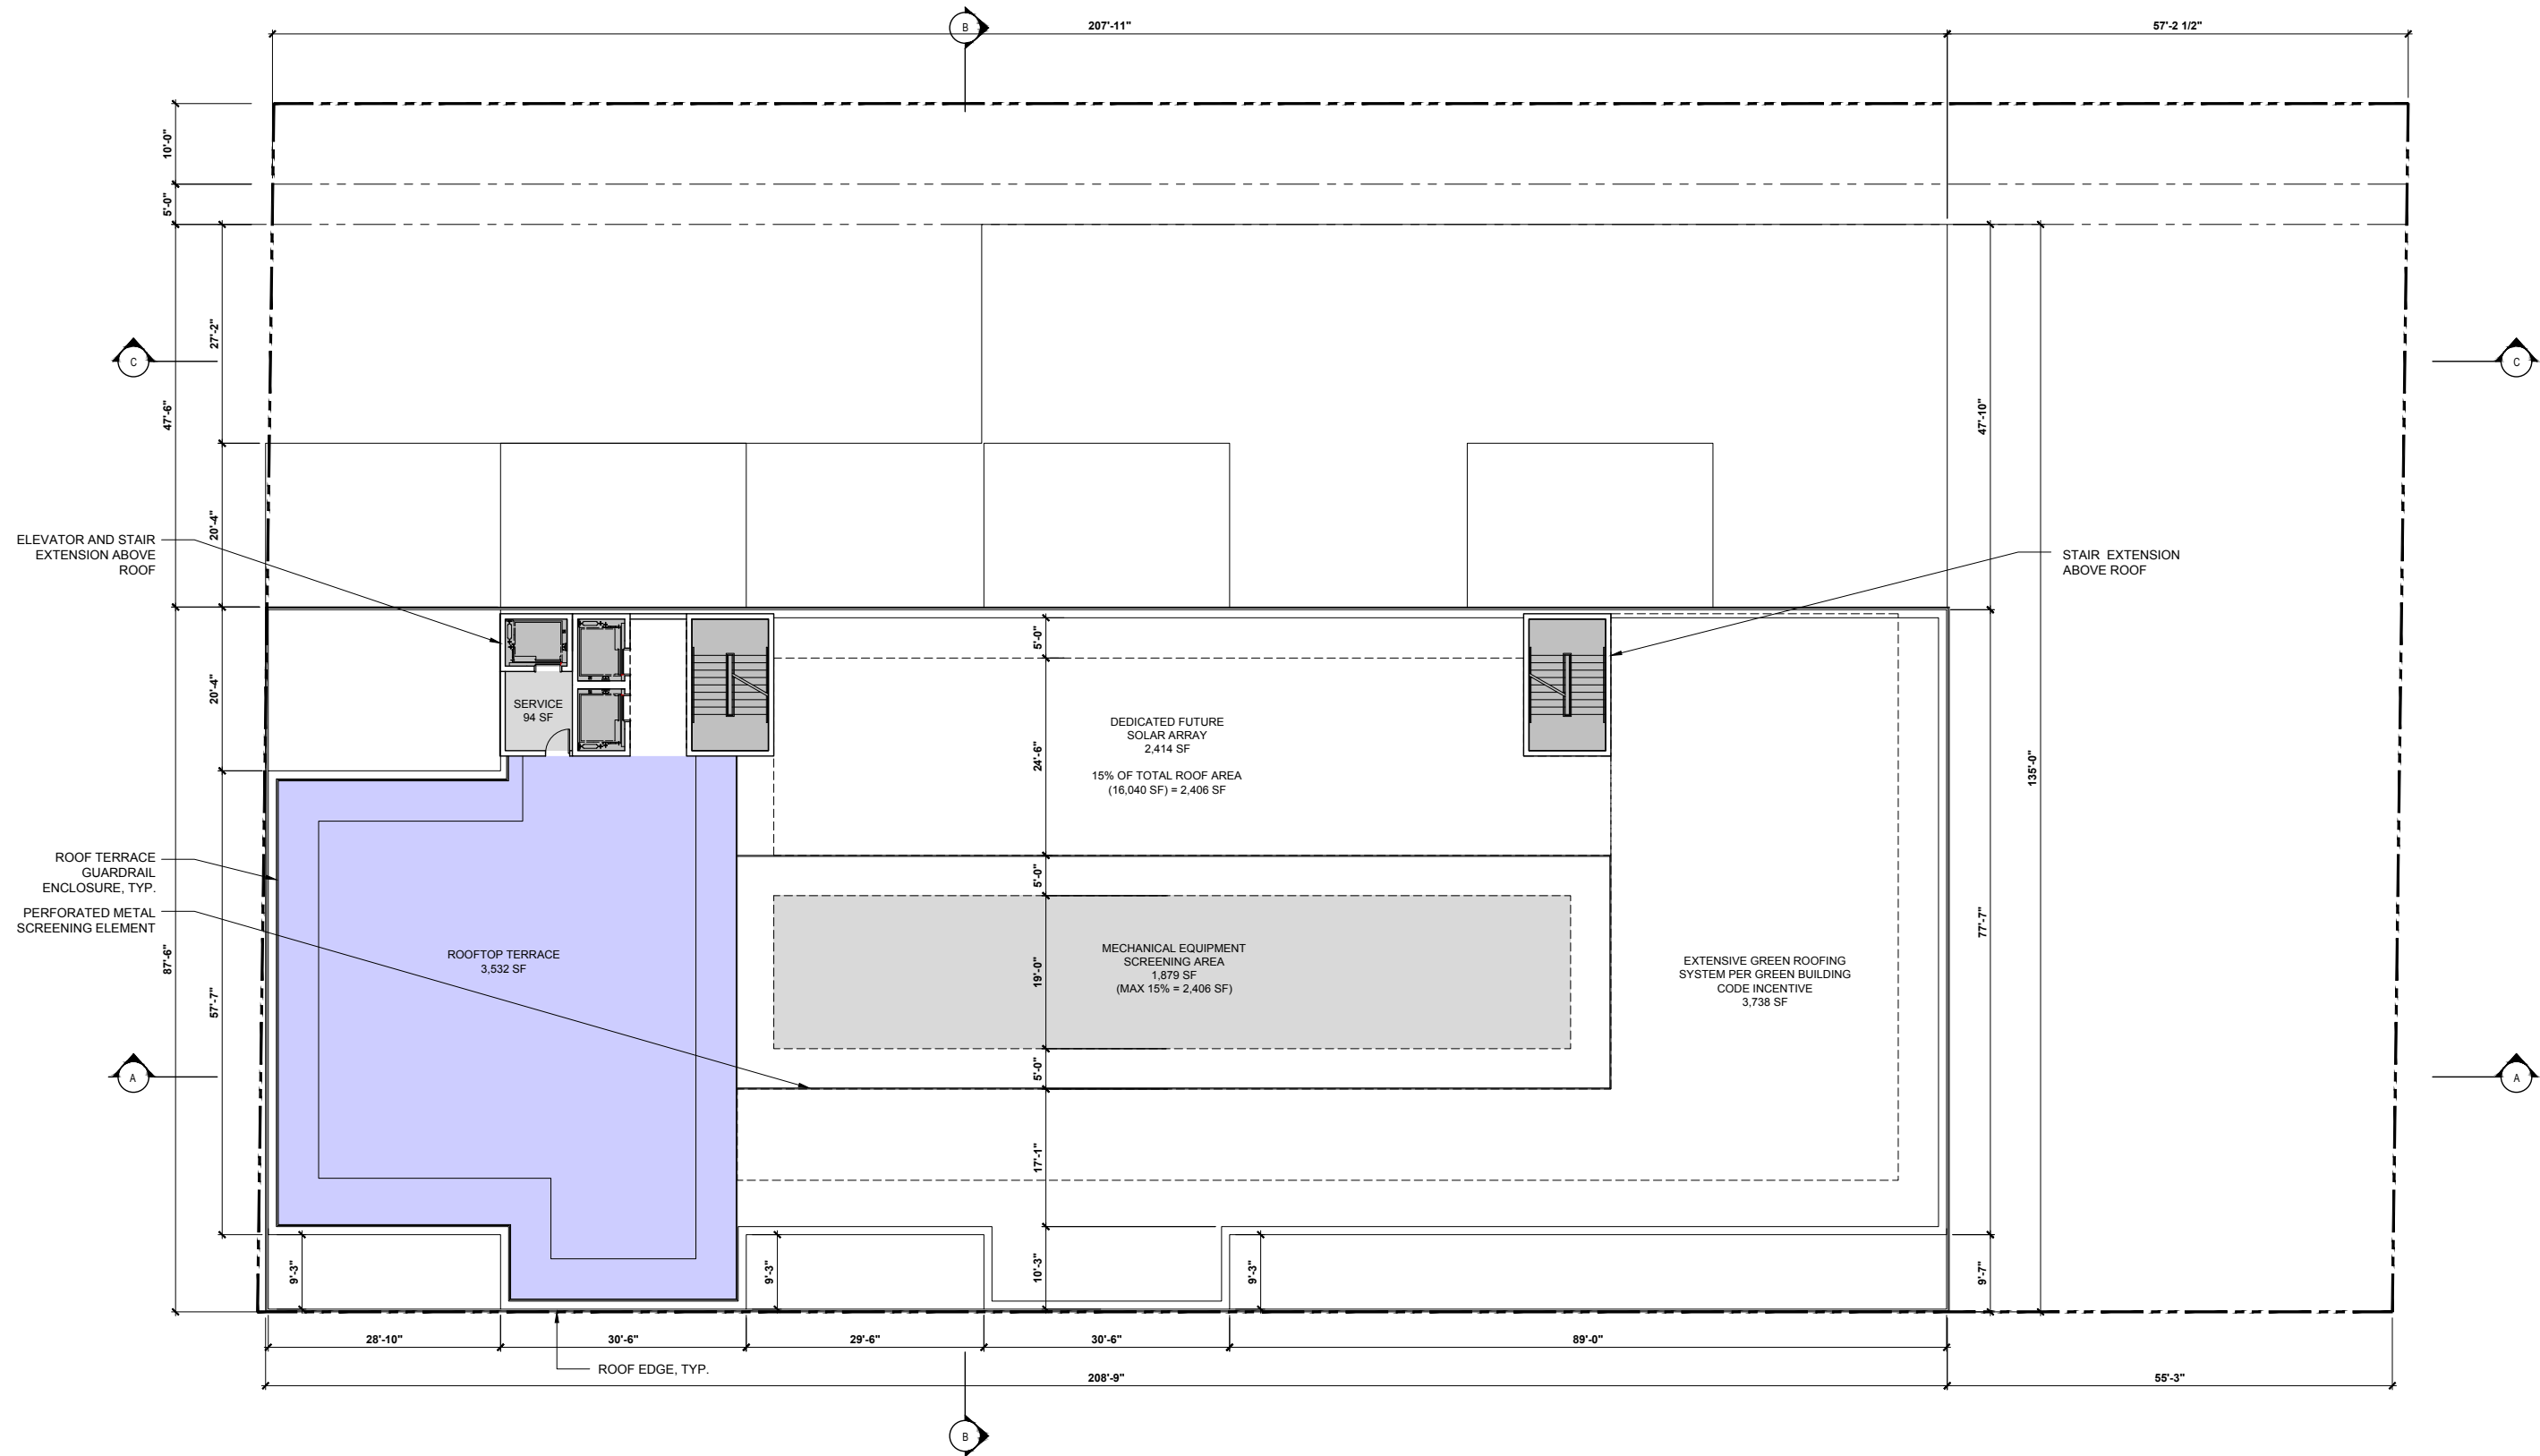 B
207'-11"
57'-2 1/2"
10'-0"
5'-0"
27'-2"
47'-6"
47'-10"
C
C
20'-4"
ELEVATOR AND STAIR
EXTENSION ABOVE
ROOF
STAIR  EXTENSION
ABOVE ROOF
20'-4"
5'-0"
SERVICE
94 SF
DEDICATED FUTURE
SOLAR ARRAY
2,414 SF
15% OF TOTAL ROOF AREA
(16,040 SF) = 2,406 SF
24'-6"
135'-0"
ROOF TERRACE
GUARDRAIL
ENCLOSURE, TYP.
PERFORATED METAL
SCREENING ELEMENT
5'-0"
87'-6"
57'-7"
ROOFTOP TERRACE
3,532 SF
19'-0"
MECHANICAL EQUIPMENT
SCREENING AREA
1,879 SF
(MAX 15% = 2,406 SF)
EXTENSIVE GREEN ROOFING
SYSTEM PER GREEN BUILDING
CODE INCENTIVE
3,738 SF
77'-7"
A
5'-0"
A
17'-1"
9'-3"
9'-3"
10'-3"
9'-3"
9'-7"
28'-10"
30'-6"
29'-6"
30'-6"
89'-0"
ROOF EDGE, TYP.
208'-9"
55'-3"
B